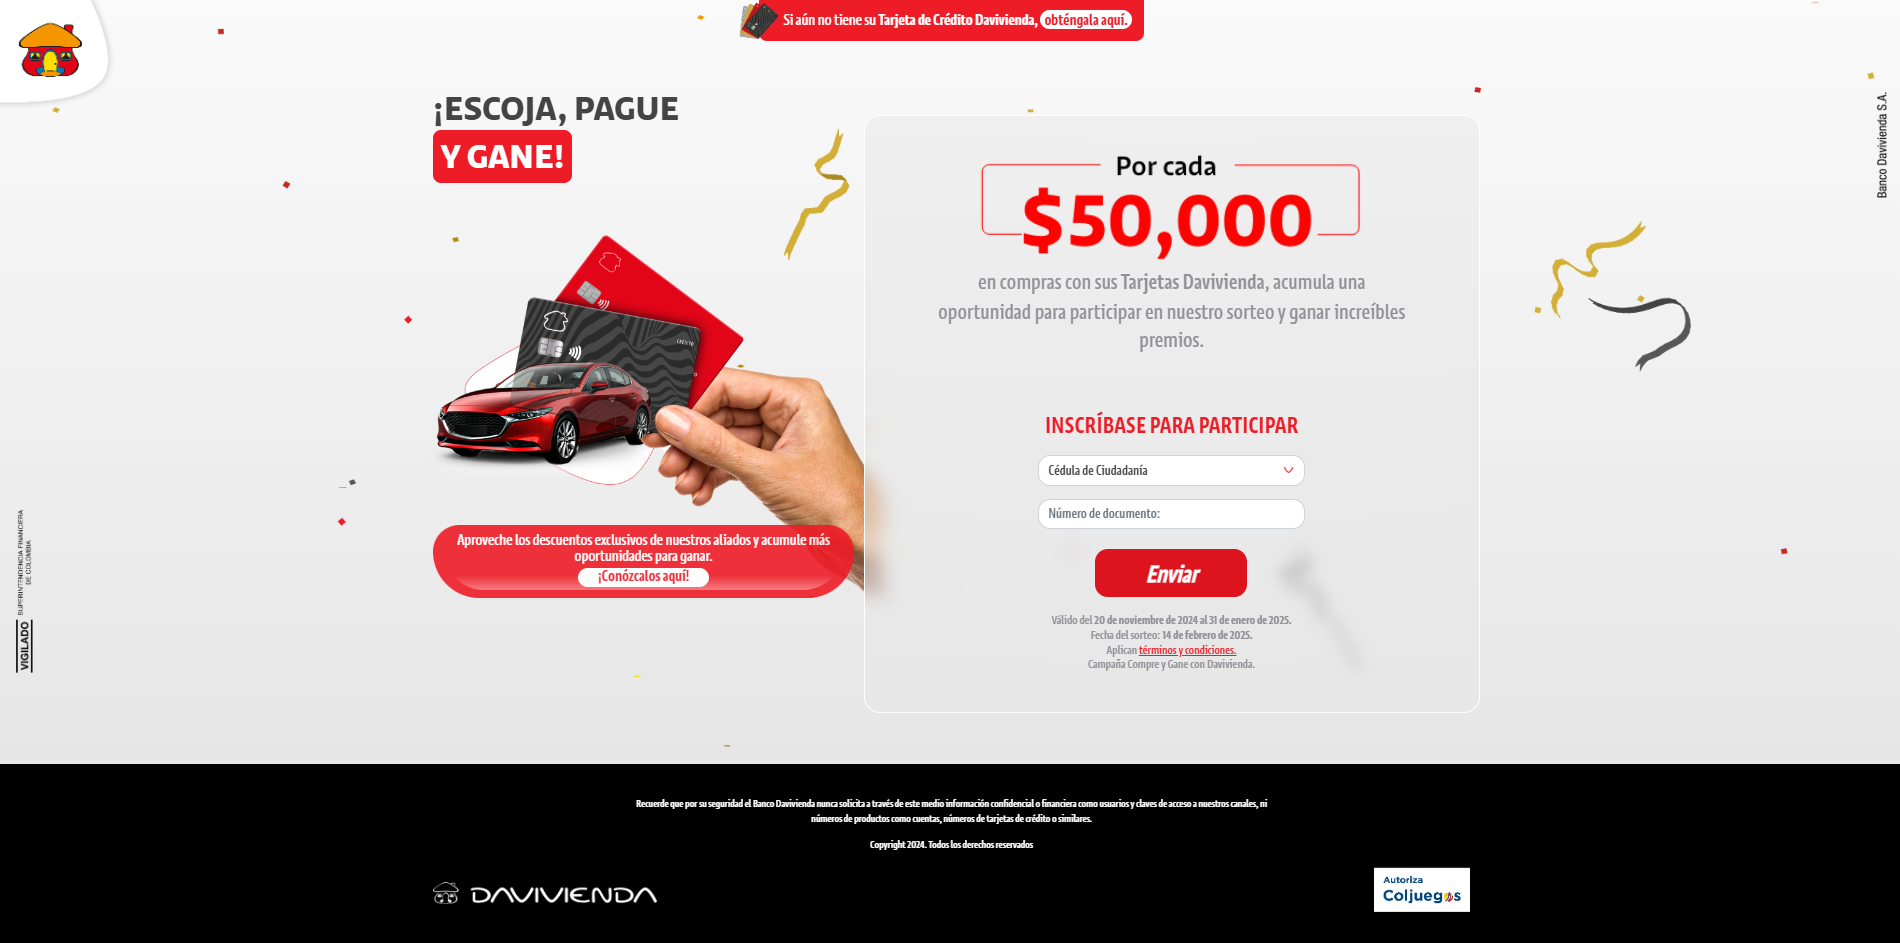 Si aún no tiene su Tarjeta de Crédito Davivienda, obténgala aquí.
¡ESCOJA, PAGUE
Y GANE!
Banco Davivienda S.A.
Por cada
$50,000
en compras con sus Tarjetas Davivienda, acumula una
oportunidad para participar en nuestro sorteo y ganar increíbles
premios.
CRÉDITO
INSCRÍBASE PARA PARTICIPAR
Cédula de Ciudadanía
Número de documento:
Enviar
Aproveche los descuentos exclusivos de nuestros aliados y acumule más
oportunidades para ganar.
¡Conózcalos aquí!
Válido del 20 de noviembre de 2024 al 31 de enero de 2025.
Fecha del sorteo: 14 de febrero de 2025.
Aplican términos y condiciones.
Campaña Compre y Gane con Davivienda.
VIGILADO
SUPERINTENDENCIA FINANCIERA
DE COLOMBIA
Recuerde que por su seguridad el Banco Davivienda nunca solicita a través de este medio información confidencial o financiera como usuarios y claves de acceso a nuestros canales, ni
números de productos como cuentas, números de tarjetas de crédito o similares.
Copyright 2024. Todos los derechos reservados
DAVIVIENDA
Autoriza
Coljuegos